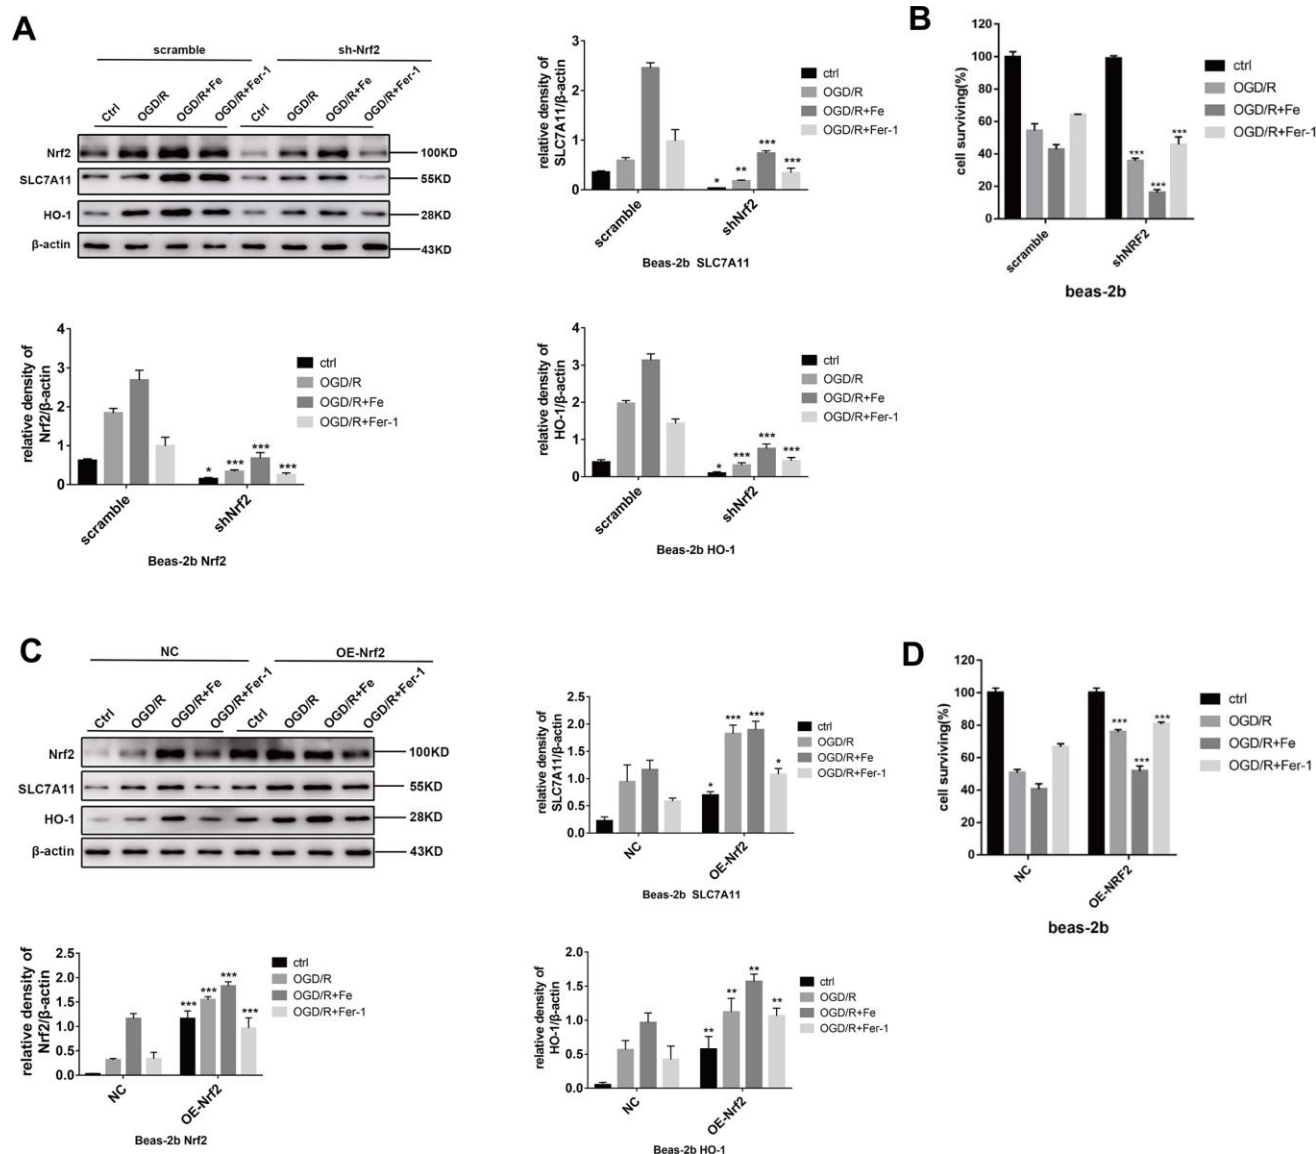 A
scramble
sh-Nrf2
Ctrl
OGD/R
OGD/R+Fe
OGD/R+Fer-1
Ctrl
OGD/R
OGD/R+Fe
OGD/R+Fer-1
Nrf2
100KD
SLC7A11
55KD
HO-1
28KD
β-actin
43KD
relative density of
SLC7A11/β-actin
3
2
1
0
*
**
***
***
scramble
shNrf2
ctrl
OGD/R
OGD/R+Fe
OGD/R+Fer-1
Beas-2b SLC7A11
B
cell surviving(%)
120
100
80
60
40
20
0
***
***
***
scramble
shNRF2
ctrl
OGD/R
OGD/R+Fe
OGD/R+Fer-1
beas-2b
relative density of
Nrf2/β-actin
4
3
2
1
0
*
***
***
***
scramble
shNrf2
ctrl
OGD/R
OGD/R+Fe
OGD/R+Fer-1
Beas-2b Nrf2
relative density of
HO-1/β-actin
4
3
2
1
0
*
***
***
***
scramble
shNrf2
ctrl
OGD/R
OGD/R+Fe
OGD/R+Fer-1
Beas-2b HO-1
C
NC
OE-Nrf2
Ctrl
OGD/R
OGD/R+Fe
OGD/R+Fer-1
Ctrl
OGD/R
OGD/R+Fe
OGD/R+Fer-1
Nrf2
100KD
SLC7A11
55KD
HO-1
28KD
β-actin
43KD
relative density of
SLC7A11/β-actin
2.5
2.0
1.5
1.0
0.5
0.0
*
***
***
*
NC
OE-Nrf2
ctrl
OGD/R
OGD/R+Fe
OGD/R+Fer-1
Beas-2b SLC7A11
D
cell surviving(%)
120
100
80
60
40
20
0
***
***
***
NC
OE-NRF2
ctrl
OGD/R
OGD/R+Fe
OGD/R+Fer-1
beas-2b
relative density of
Nrf2/β-actin
2.5
2.0
1.5
1.0
0.5
0.0
***
***
***
***
NC
OE-Nrf2
ctrl
OGD/R
OGD/R+Fe
OGD/R+Fer-1
Beas-2b Nrf2
relative density of
HO-1/β-actin
2.0
1.5
1.0
0.5
0.0
**
**
**
**
NC
OE-Nrf2
ctrl
OGD/R
OGD/R+Fe
OGD/R+Fer-1
Beas-2b HO-1